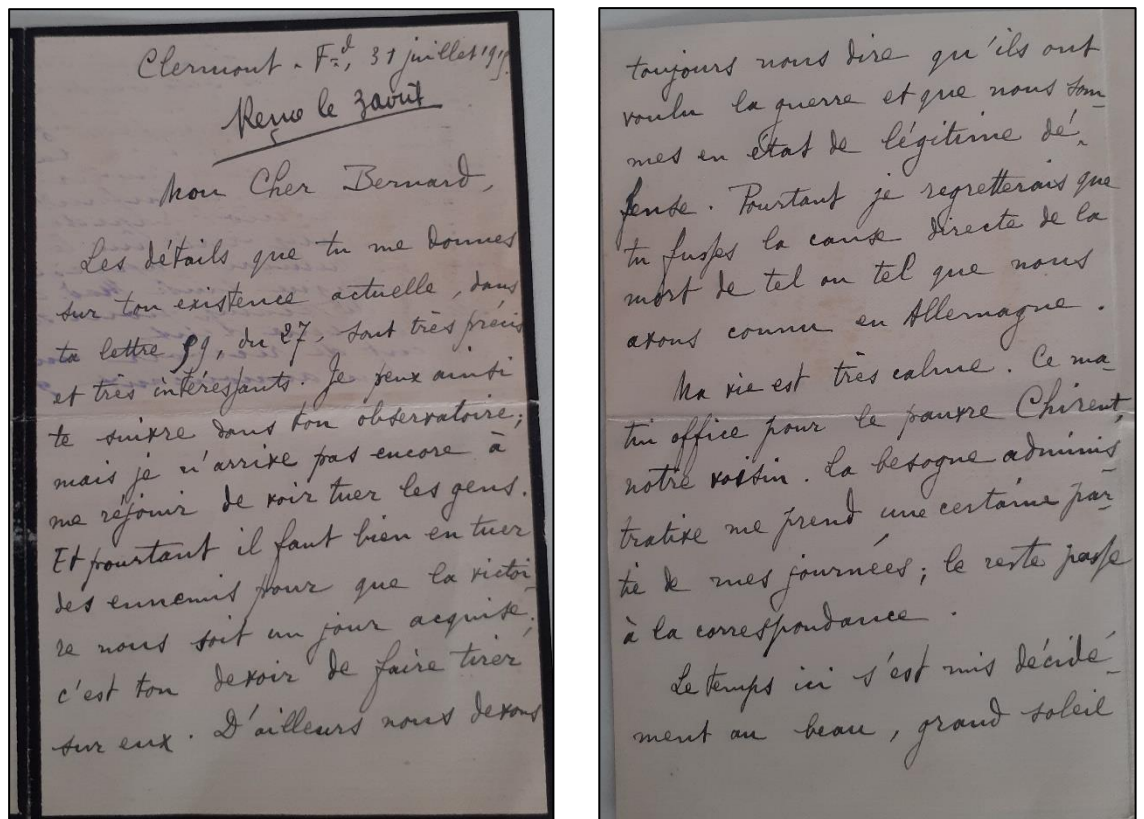 Clermont-Fd, 31 juillet 1915
Reçue le 3 août
Mon Cher Bernard,
Les détails que tu me donnes
sur ton existence actuelle, dans
ta lettre 59, du 27, sont très précis
et très intéressants. Je peux ainsi
te suivre dans ton observatoire;
mais je n'arrive pas encore à
me réjouir de voir tuer les gens.
Et pourtant il faut bien en tuer
des ennemis pour que la victoi-
re nous soit un jour acquise;
c'est ton devoir de faire tirer
sur eux. D'ailleurs nous devons
toujours nous dire qu'ils ont
voulu la guerre et que nous som-
mes en état de légitime dé-
fense. Pourtant je regretterais que
tu fusses la cause directe de la
mort de tel ou tel que nous
avons connu en Allemagne.
Ma vie est très calme. Ce ma-
tin office pour le pauvre Chirent,
notre voisin. La besogne adminis
trative me prend une certaine par-
tie de mes journées; le reste passe
à la correspondance.
Le temps ici s'est mis décidé-
ment au beau, grand soleil